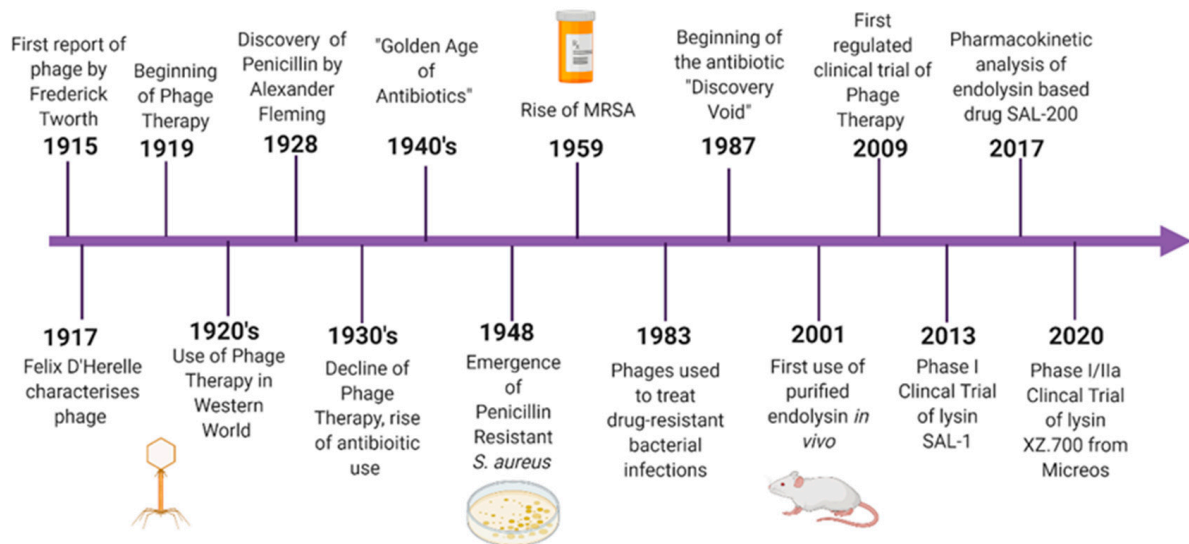 First report of
phage by
Frederick
Tworth
1915
Beginning
of Phage
Therapy
1919
Discovery of
Penicillin by
Alexander
Fleming
1928
"Golden Age
of
Antibiotics"
1940's
Rx
Rise of MRSA
1959
Beginning of
the antibiotic
"Discovery
Void"
1987
First
regulated
clinical trial of
Phage
Therapy
2009
Pharmacokinetic
analysis of
endolysin based
drug SAL-200
2017
1917
Felix D'Herelle
characterises
phage
1920's
Use of Phage
Therapy in
Western
World
1930's
Decline of
Phage
Therapy, rise
of antibioitic
use
1948
Emergence
of
Penicillin
Resistant
S. aureus
1983
Phages used
to treat
drug-resistant
bacterial
infections
2001
First use of
purified
endolysin in
vivo
2013
Phase I
Clincal Trial
of lysin
SAL-1
2020
Phase I/IIa
Clincal Trial
of lysin
XZ.700 from
Micreos